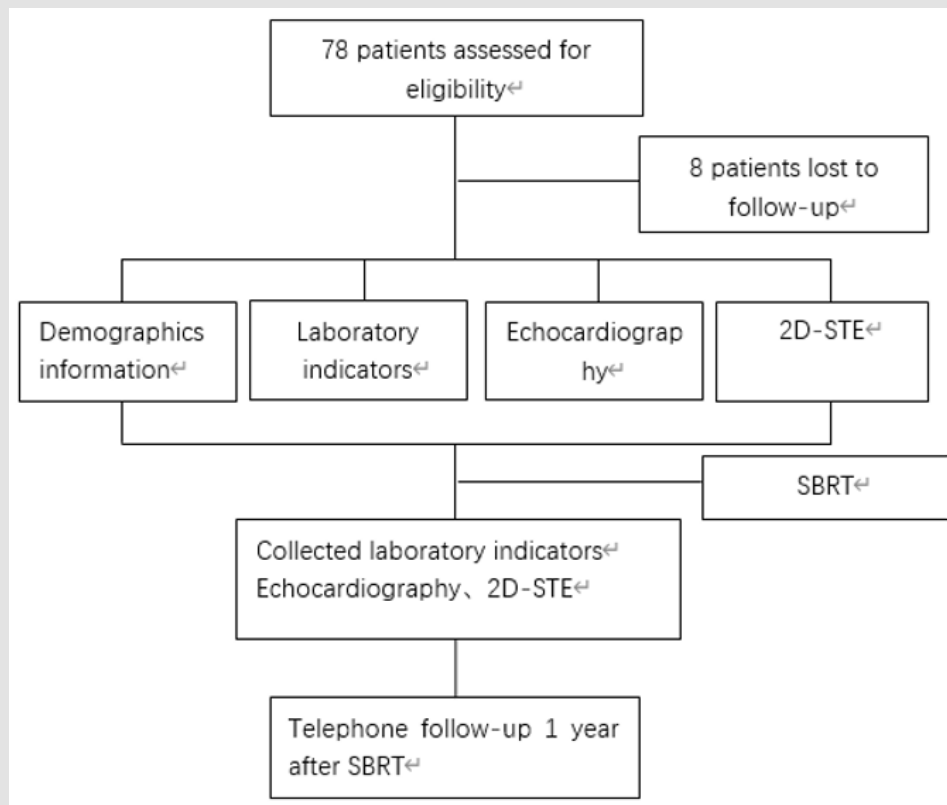 78 patients assessed for
eligibility↵
8 patients lost to
follow-up↵
Demographics
information↵
Laboratory
indicators↵
Echocardiograp
hy↵
2D-STE↵
SBRT↵
Collected laboratory indicators↵
Echocardiography、2D-STE↵
Telephone follow-up 1 year
after SBRT↵